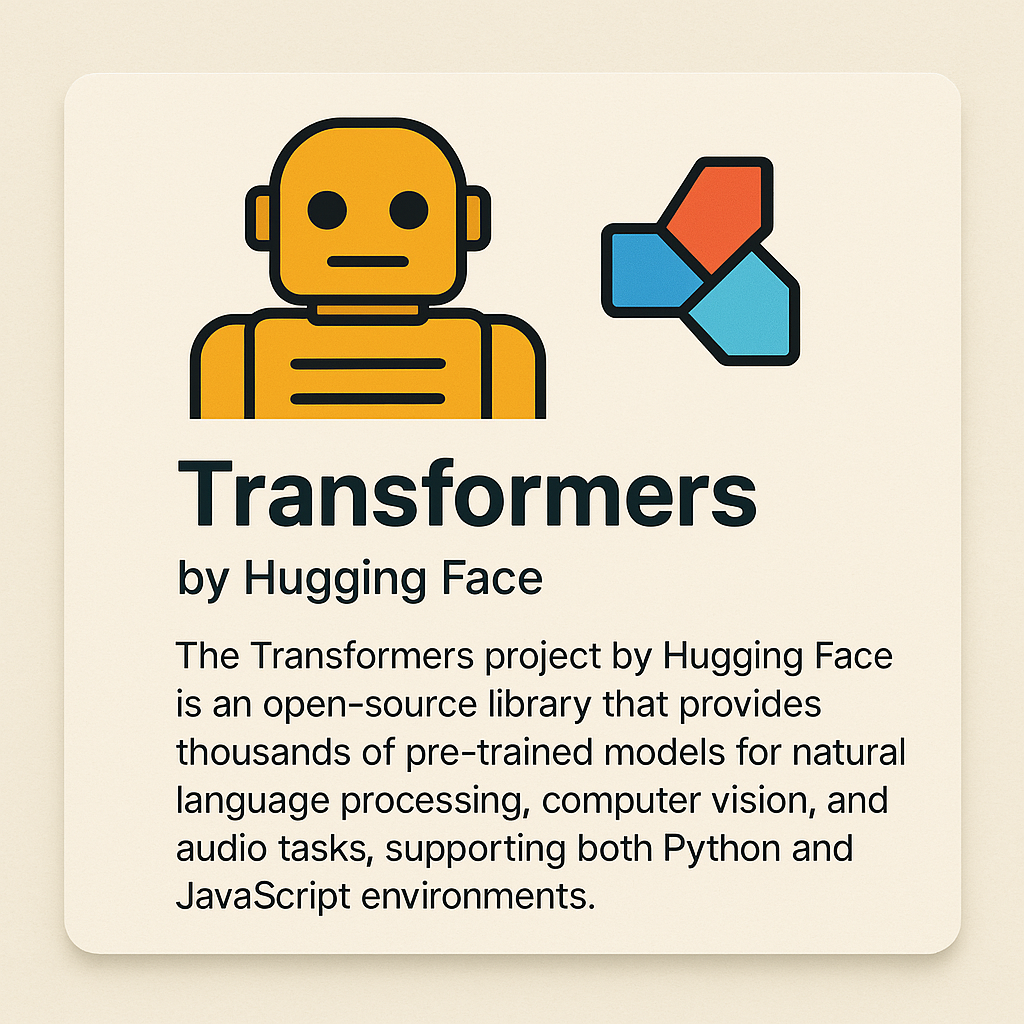 Transformers
by Hugging Face
The Transformers project by Hugging Face
is an open-source library that provides
thousands of pre-trained models for natural
language processing, computer vision, and
audio tasks, supporting both Python and
JavaScript environments.